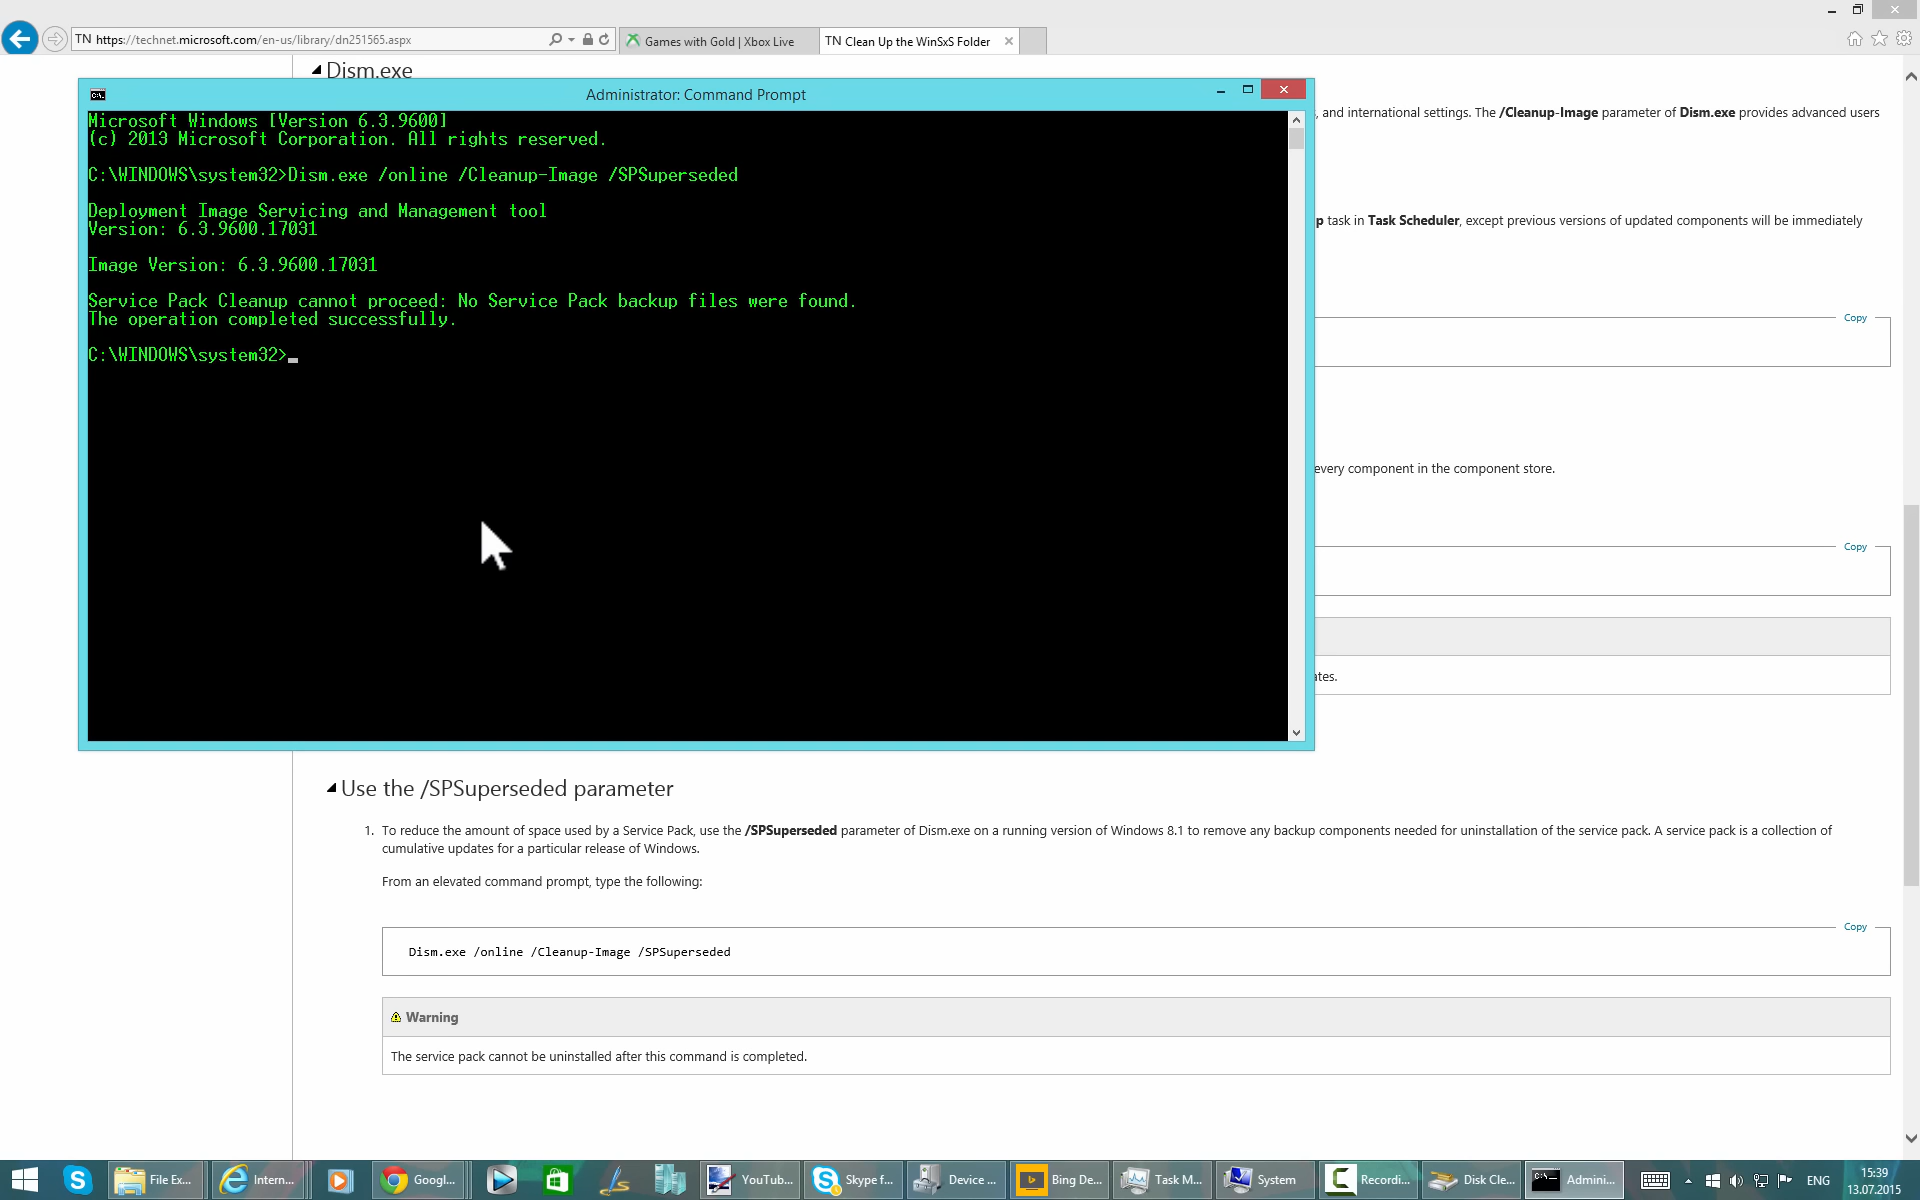 TN https://technet.microsoft.com/en-us/library/dn251565.aspx
Games with Gold | Xbox Live
TN Clean Up the WinSxS Folder
Dism.exe
Administrator: Command Prompt
Microsoft Windows [Version 6.3.9600]
(c) 2013 Microsoft Corporation. All rights reserved.
C:\WINDOWS\system32>Dism.exe /online /Cleanup-Image /SPSuperseded
Deployment Image Servicing and Management tool
Version: 6.3.9600.17031
Image Version: 6.3.9600.17031
Service Pack Cleanup cannot proceed: No Service Pack backup files were found.
The operation completed successfully.
C:\WINDOWS\system32>
, and international settings. The /Cleanup-Image parameter of Dism.exe provides advanced users
p task in Task Scheduler, except previous versions of updated components will be immediately
Copy
every component in the component store.
Copy
ates.
Use the /SPSuperseded parameter
1. To reduce the amount of space used by a Service Pack, use the /SPSuperseded parameter of Dism.exe on a running version of Windows 8.1 to remove any backup components needed for uninstallation of the service pack. A service pack is a collection of
cumulative updates for a particular release of Windows.
From an elevated command prompt, type the following:
Copy
Dism.exe /online /Cleanup-Image /SPSuperseded
Warning
The service pack cannot be uninstalled after this command is completed.
File Ex...
Intern...
Googl...
YouTub...
Skype f...
Device ...
Bing De...
Task M...
System
Recordi...
Disk Cle...
Admini...
ENG
15:39
13.07.2015